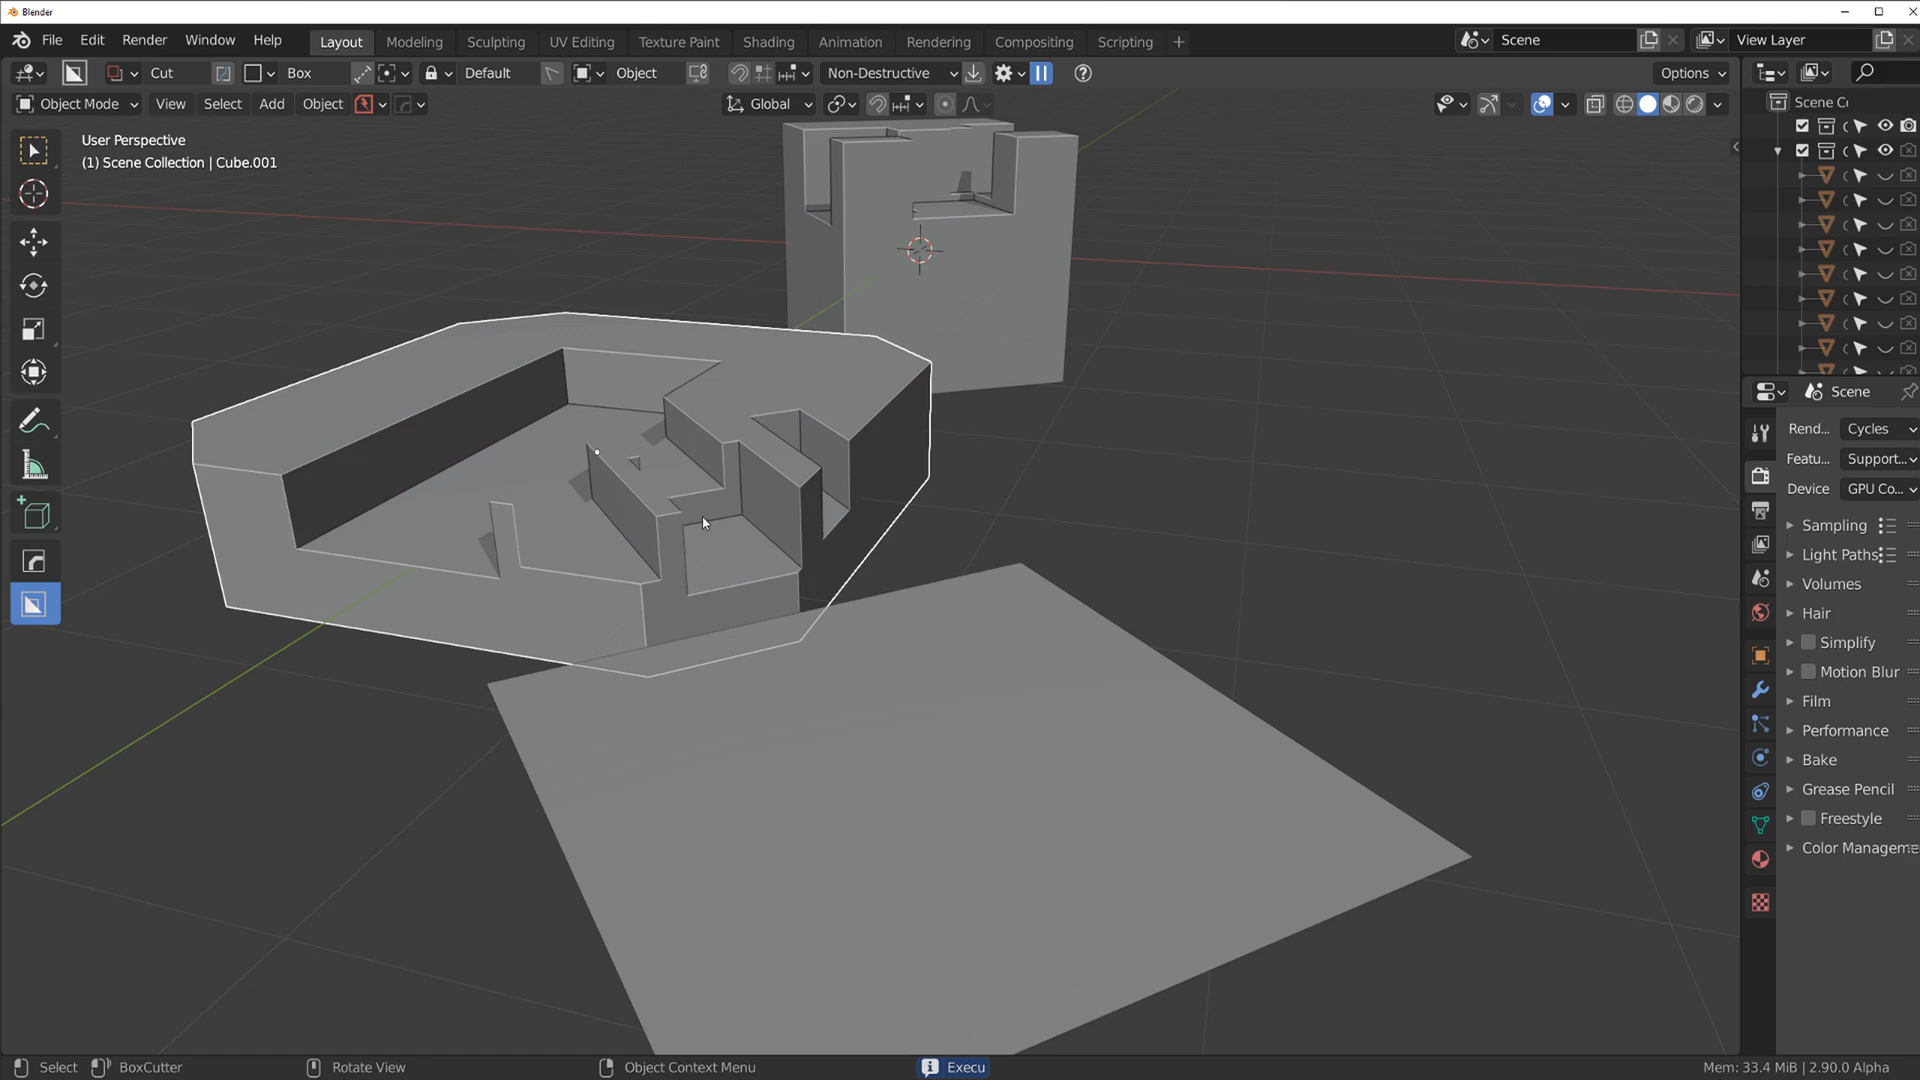 Blender
File Edit Render Window Help Layout Modeling Sculpting UV Editing Texture Paint Shading Animation Rendering Compositing Scripting + Scene View Layer
Cut Box Default Object Non-Destructive Options
Object Mode View Select Add Object Global
User Perspective
(1) Scene Collection | Cube.001
Scene C
Scene
Rend... Cycles
Featu... Support...
Device GPU Co...
Sampling
Light Paths
Volumes
Hair
Simplify
Motion Blur
Film
Performance
Bake
Grease Pencil
Freestyle
Color Manageme
Select BoxCutter Rotate View Object Context Menu Execu Mem: 33.4 MiB | 2.90.0 Alpha